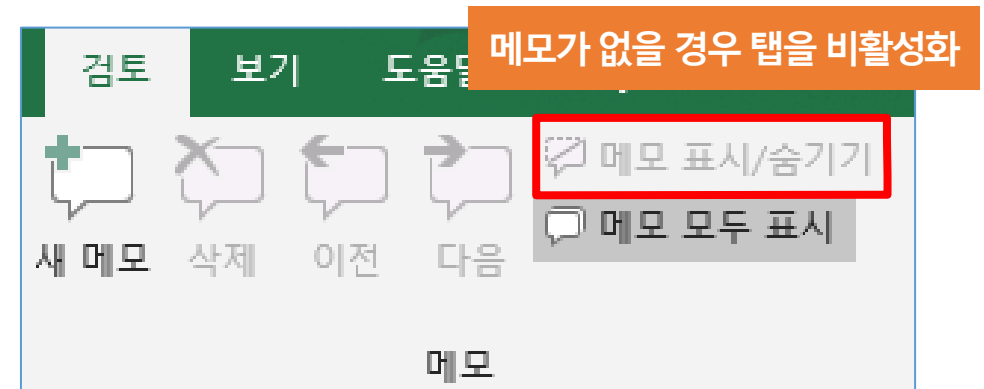 메모가 없을 경우 탭을 비활성화
검토 보기 도움
메모 표시/숨기기
메모 모두 표시
새 메모 삭제 이전 다음
메모